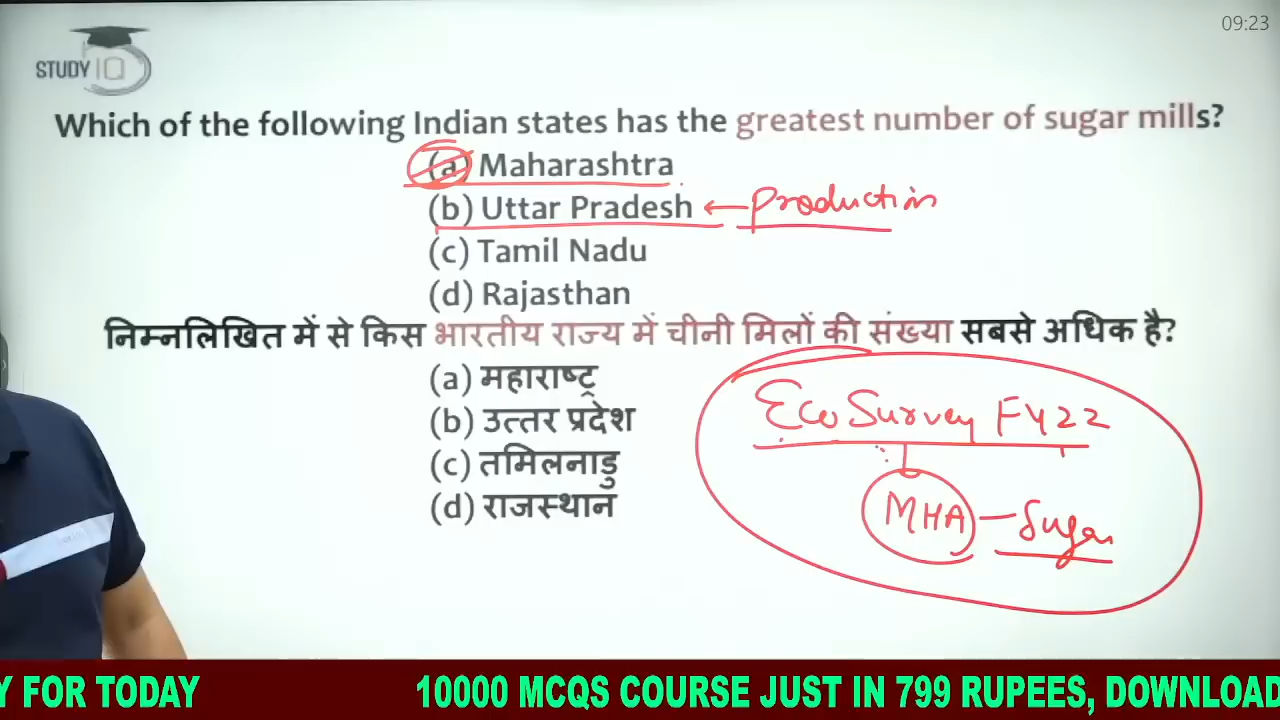 09:23
STUDY IQ
Which of the following Indian states has the greatest number of sugar mills?
(a) Maharashtra
(b) Uttar Pradesh ← Production
(c) Tamil Nadu
(d) Rajasthan
निम्नलिखित में से किस भारतीय राज्य में चीनी मिलों की संख्या सबसे अधिक है?
(a) महाराष्ट्र
(b) उत्तर प्रदेश
(c) तमिलनाडु
(d) राजस्थान
Eco Survey FY22
MHA - Sugar
Y FOR TODAY 10000 MCQS COURSE JUST IN 799 RUPEES, DOWNLOAD